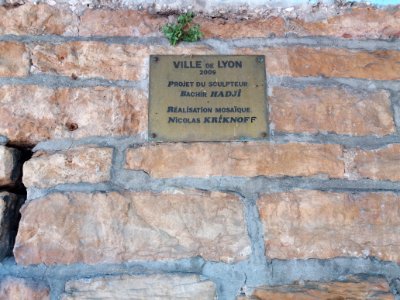 VILLE DE LYON
2009
PROJET DU SCULPTEUR
BACHIR HADJI
RÉALISATION MOSAÏQUE
NICOLAS KRIKNOFF